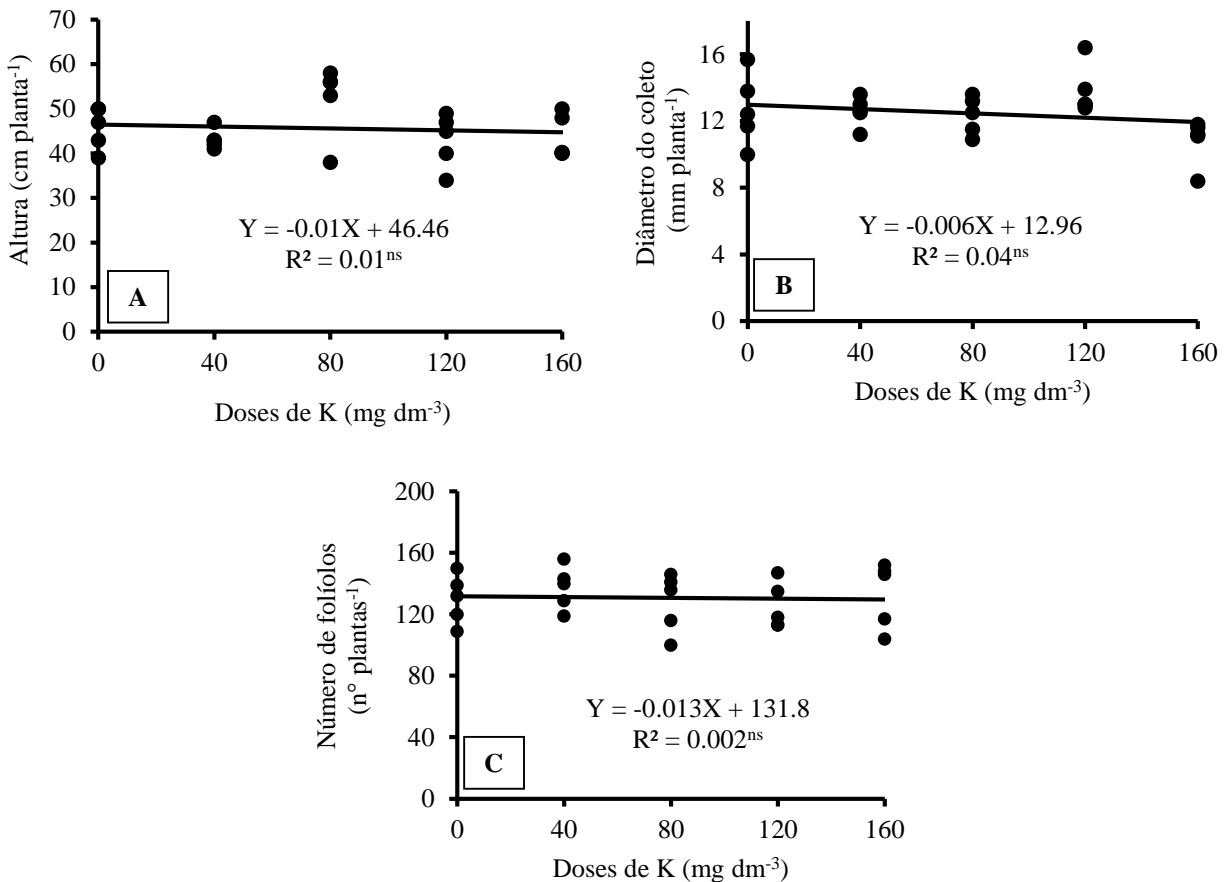 Altura (cm planta⁻¹)
70
60
50
40
30
20
10
0
Y = -0.01X + 46.46
R² = 0.01ⁿˢ
A
0 40 80 120 160
Doses de K (mg dm⁻³)
Diâmetro do coleto
(mm planta⁻¹)
16
12
8
4
0
Y = -0.006X + 12.96
R² = 0.04ⁿˢ
B
0 40 80 120 160
Doses de K (mg dm⁻³)
Número de folíolos
(n° plantas⁻¹)
200
160
120
80
40
0
Y = -0.013X + 131.8
R² = 0.002ⁿˢ
C
0 40 80 120 160
Doses de K (mg dm⁻³)